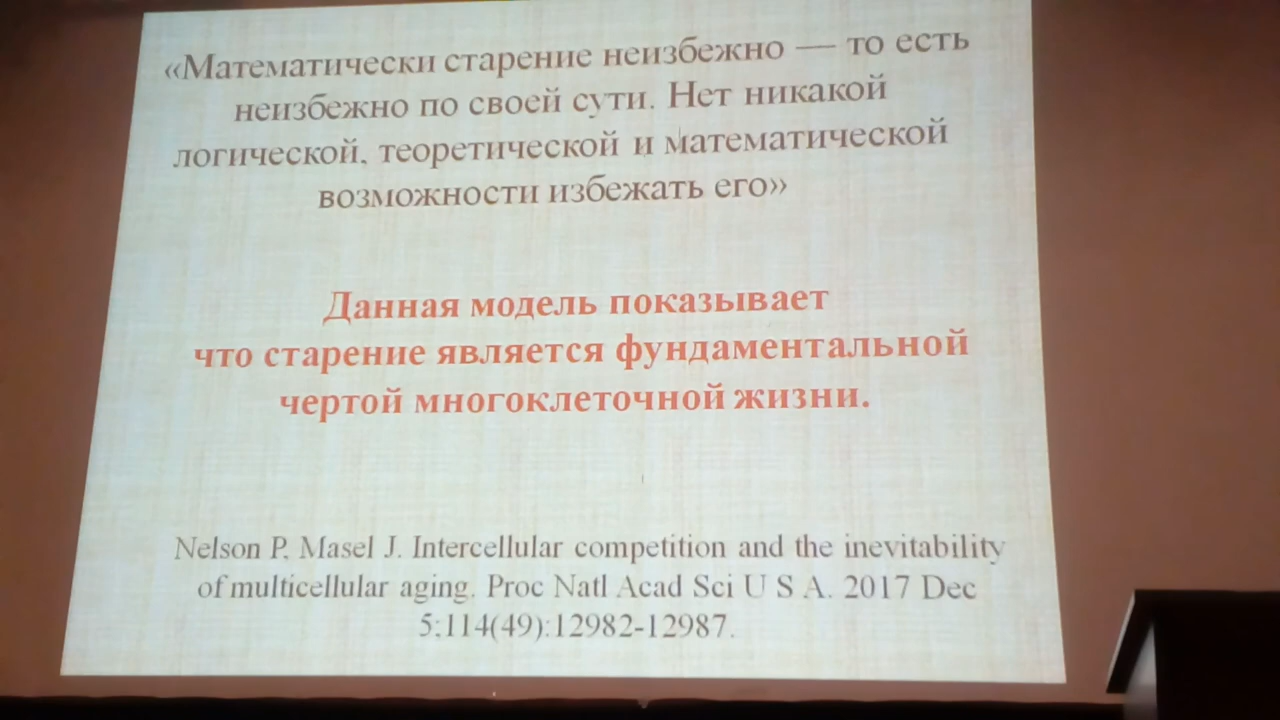 «Математически старение неизбежно — то есть
неизбежно по своей сути. Нет никакой
логической, теоретической и математической
возможности избежать его»
Данная модель показывает
что старение является фундаментальной
чертой многоклеточной жизни.
Nelson P, Masel J. Intercellular competition and the inevitability
of multicellular aging. Proc Natl Acad Sci U S A. 2017 Dec
5;114(49):12982-12987.